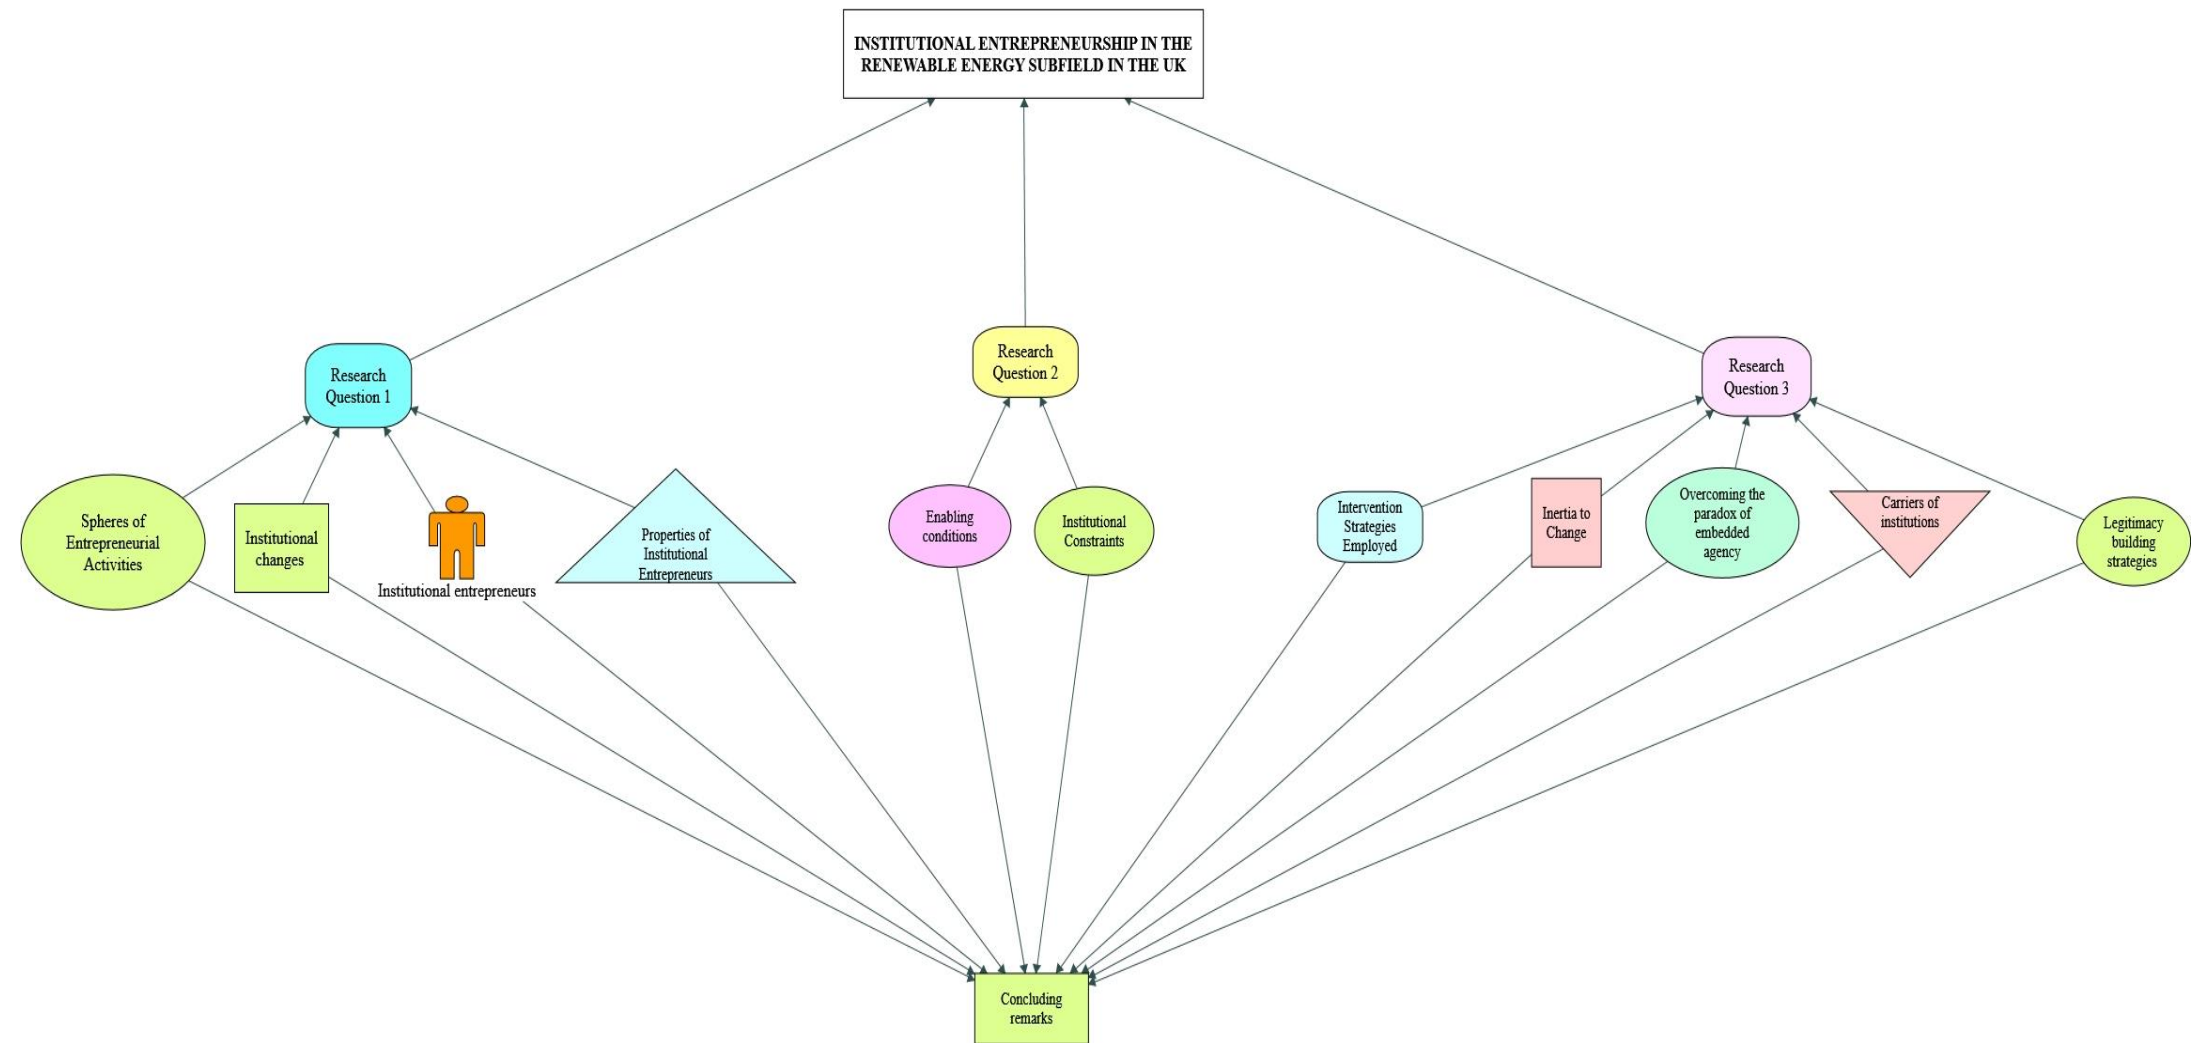 INSTITUTIONAL ENTREPRENEURSHIP IN THE
RENEWABLE ENERGY SUBFIELD IN THE UK
Research
Question 1
Research
Question 2
Research
Question 3
Spheres of
Entrepreneurial
Activities
Institutional
changes
Institutional entrepreneurs
Properties of
Institutional
Entrepreneurs
Enabling
conditions
Institutional
Constraints
Intervention
Strategies
Employed
Inertia to
Change
Overcoming the
paradox of
embedded
agency
Carriers of
institutions
Legitimacy
building
strategies
Concluding
remarks